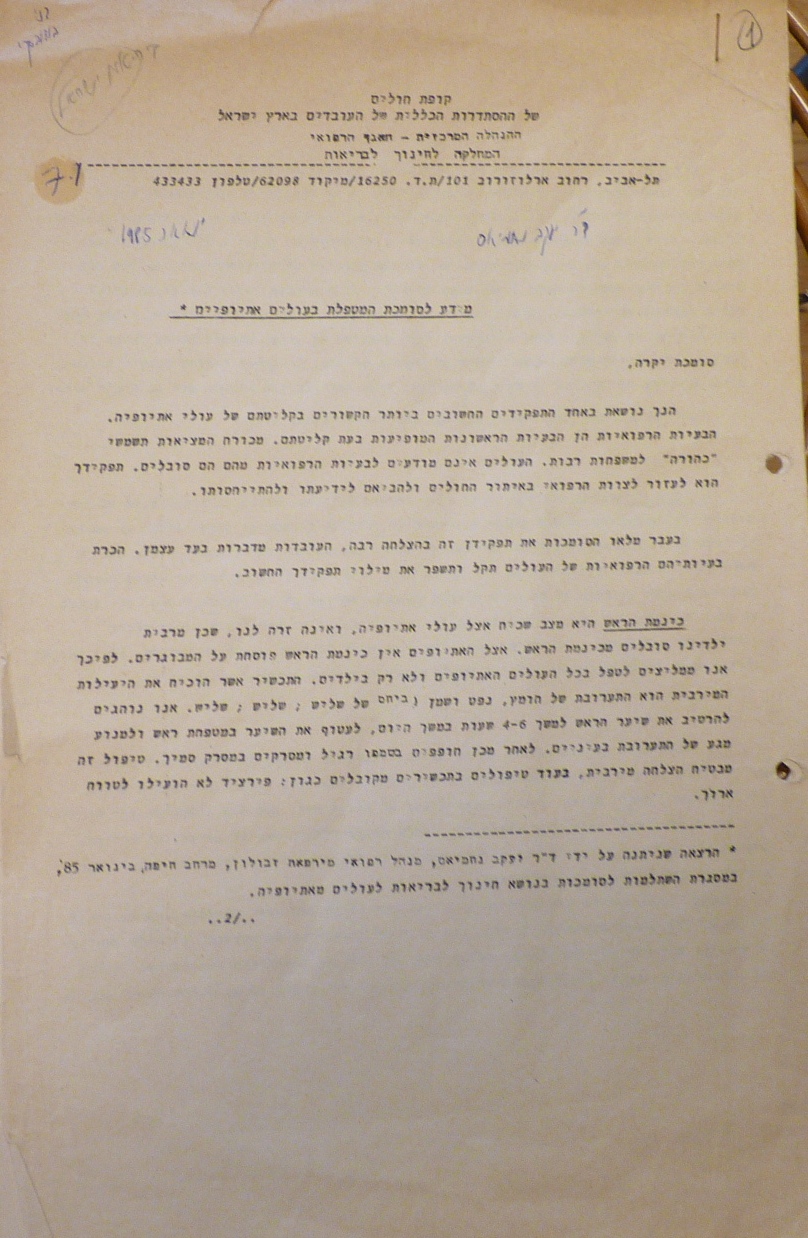 1
קופת חולים
של ההסתדרות הכללית של העובדים בארץ ישראל
ההנהלה המרכזית – האגף הרפואי
המחלקה לחינוך לבריאות
7.1
תל-אביב, רחוב ארלוזורוב 101/ת.ד. 16250/מיקוד 62098/טלפון 433433
ד"ר יעקב נחמיאס ינואר 1985
מידע לסומכת המטפלת בעולים אתיופיים *
סומכת יקרה,
הנך נושאת באחד התפקידים החשובים ביותר הקשורים בקליטתם של עולי אתיופיה.
הבעיות הרפואיות הן הבעיות הראשונות המופיעות בעת קליטתם. מכורח המציאות תשמשי
"כהורה" למשפחות רבות. העולים אינם מודעים לבעיות הרפואיות מהם הם סובלים. תפקידך
הוא לעזור לצוות הרפואי באיתור החולים ולהביאם לידיעתו ולהתייחסותו.
בעבר מלאו הסומכות את תפקידן זה בהצלחה רבה, העובדות מדברות בעד עצמן. הכרת
בעיותיהם הרפואיות של העולים תקל ותשפר את מילוי תפקידך החשוב.
כינמת הראש היא מצב שכיח אצל עולי אתיופיה, ואינה זרה לנו, שכן מרבית
ילדינו סובלים מכינמת הראש. אצל האתיופים אין כינמת הראש פוסחת על המבוגרים. לפיכך
אנו ממליצים לטפל בכל העולים האתיופים ולא רק בילדים. התכשיר אשר הוכיח את היעילות
המירבית הוא התערובת של חומץ, נפט ושמן (ביחס של שליש ; שליש ; שליש. אנו נוהגים
להרטיב את שיער הראש למשך 4-6 שעות במשך היום, לעטוף את השיער במטפחת ראש ולמנוע
מגע של התערובת בעיניים. לאחר מכן חופפים בשמפו רגיל ומסרקים במסרק סמיך. טיפול זה
מבטיח הצלחה מירבית, בעוד טיפולים בתכשירים מקובלים כגון: פירציד לא הועילו לטווח
ארוך.
* הרצאה שניתנה על ידי ד"ר יעקב נחמיאס, מנהל רפואי מירפאת זבולון, מרחב חיפה, בינואר 85',
במסגרת השתלמות לסומכות בנושא חינוך לבריאות לעולים מאתיופיה.
..2/..